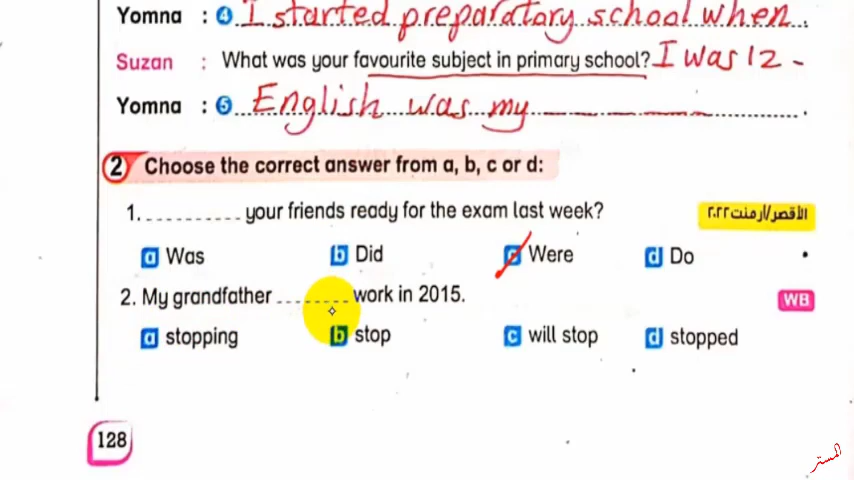 Yomna : 4 I started preparatory school when
Suzan : What was your favourite subject in primary school? I was 12 -
Yomna : 5 English was my ..............
2 Choose the correct answer from a, b, c or d:
1. .......... your friends ready for the exam last week? الأقصر/أرمنت ٢٠٢٢
a Was b Did c Were d Do
2. My grandfather .......... work in 2015. WB
a stopping b stop c will stop d stopped
128
المستر